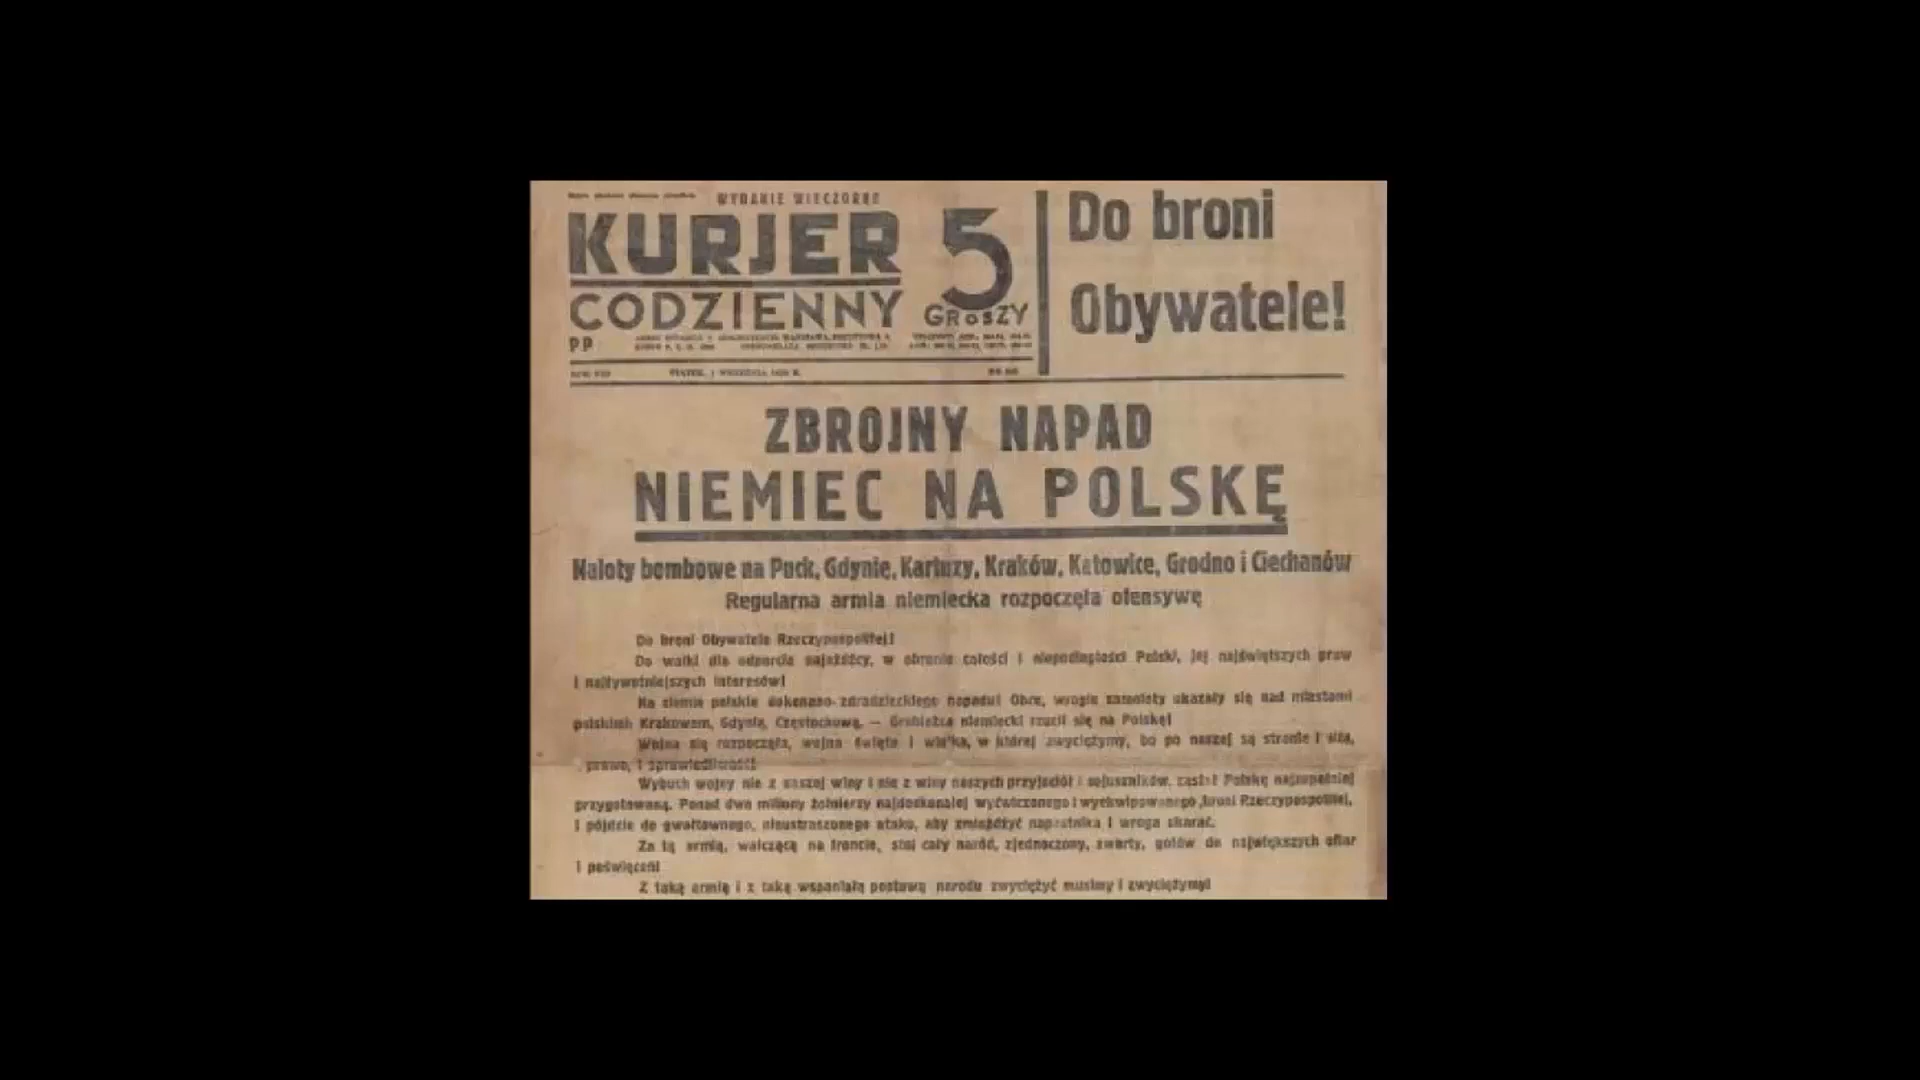 WYDANIE WIECZORNE
KURJER
CODZIENNY
5
GROSZY
PP
PIĄTEK, 1 WRZEŚNIA
Do broni
Obywatele!
ZBROJNY NAPAD
NIEMIEC NA POLSKĘ
Naloty bombowe na Puck, Gdynię, Kartuzy, Kraków, Katowice, Grodno i Ciechanów
Regularna armia niemiecka rozpoczęła ofensywę
Do broni Obywatele Rzeczypospolitej!
Do walki dla odparcia najeźdźcy, w obronie całości i niepodległości Polski, jej najświętszych praw
i najżywotniejszych interesów!
Na ziemie polskie dokonano zdradzieckiego napadu! Obce, wrogie samoloty ukazały się nad miastami
polskimi Krakowem, Gdynią, Częstochową, — Grabieżca niemiecki rzucił się na Polskę!
Wojna się rozpoczęła, wojna święta i wielka, w której zwyciężymy, bo po naszej są stronie i siła,
prawo, i sprawiedliwość!
Wybuch wojny nie z naszej winy i nie z winy naszych przyjaciół i sojuszników, zastał Polskę najzupełniej
przygotowaną. Ponad dwa miliony żołnierzy najdoskonalej wyćwiczonego i wyekwipowanego broni Rzeczypospolitej,
i pójdzie do gwałtownego, nieustraszonego ataku, aby zmiażdżyć napastnika i wroga skarać.
Za tą armią, walczącą na froncie, stoi cały naród, zjednoczony, zwarty, gotów do największych ofiar
i poświęceń!
Z taką armią i z taką wspaniałą postawą narodu zwyciężyć musimy i zwyciężymy!